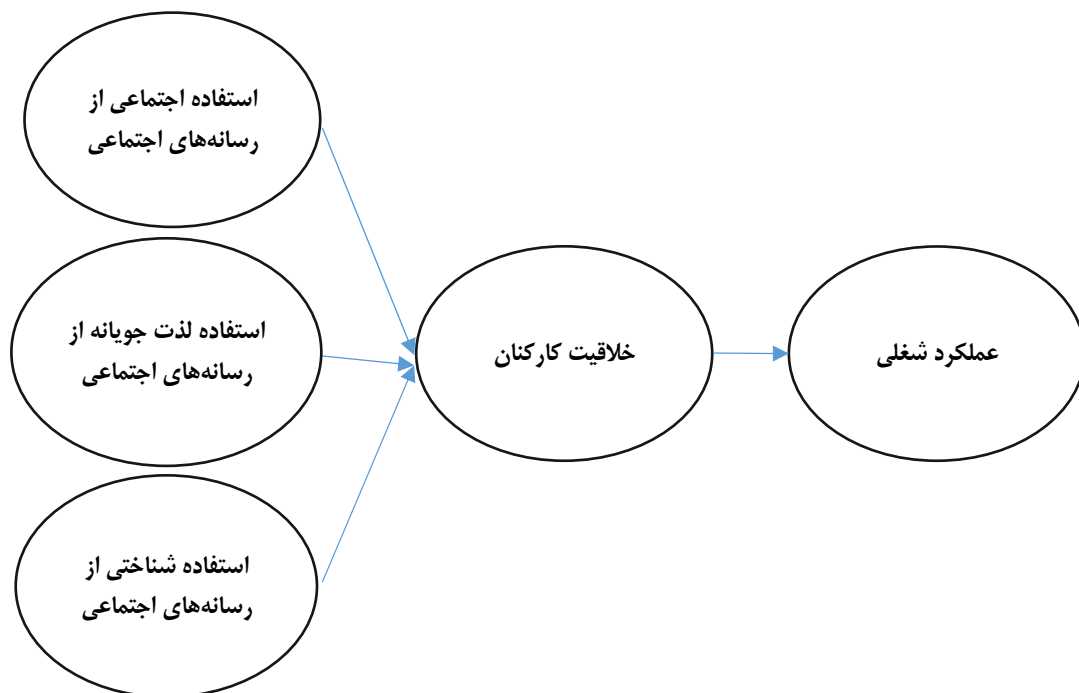 استفاده اجتماعی از
رسانه‌های اجتماعی
استفاده لذت جویانه از
رسانه‌های اجتماعی
استفاده شناختی از
رسانه‌های اجتماعی
خلاقیت کارکنان
عملکرد شغلی